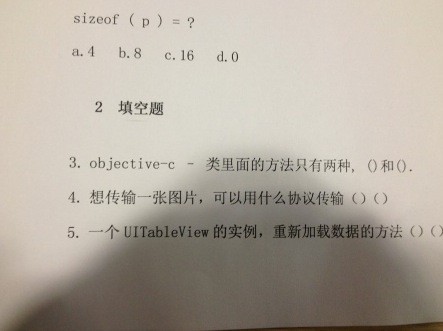 sizeof ( p ) = ?
a. 4 b. 8 c. 16 d. 0
2 填空题
3. objective-c - 类里面的方法只有两种, ()和().
4. 想传输一张图片，可以用什么协议传输（）（）
5. 一个 UITableView 的实例，重新加载数据的方法（）（）